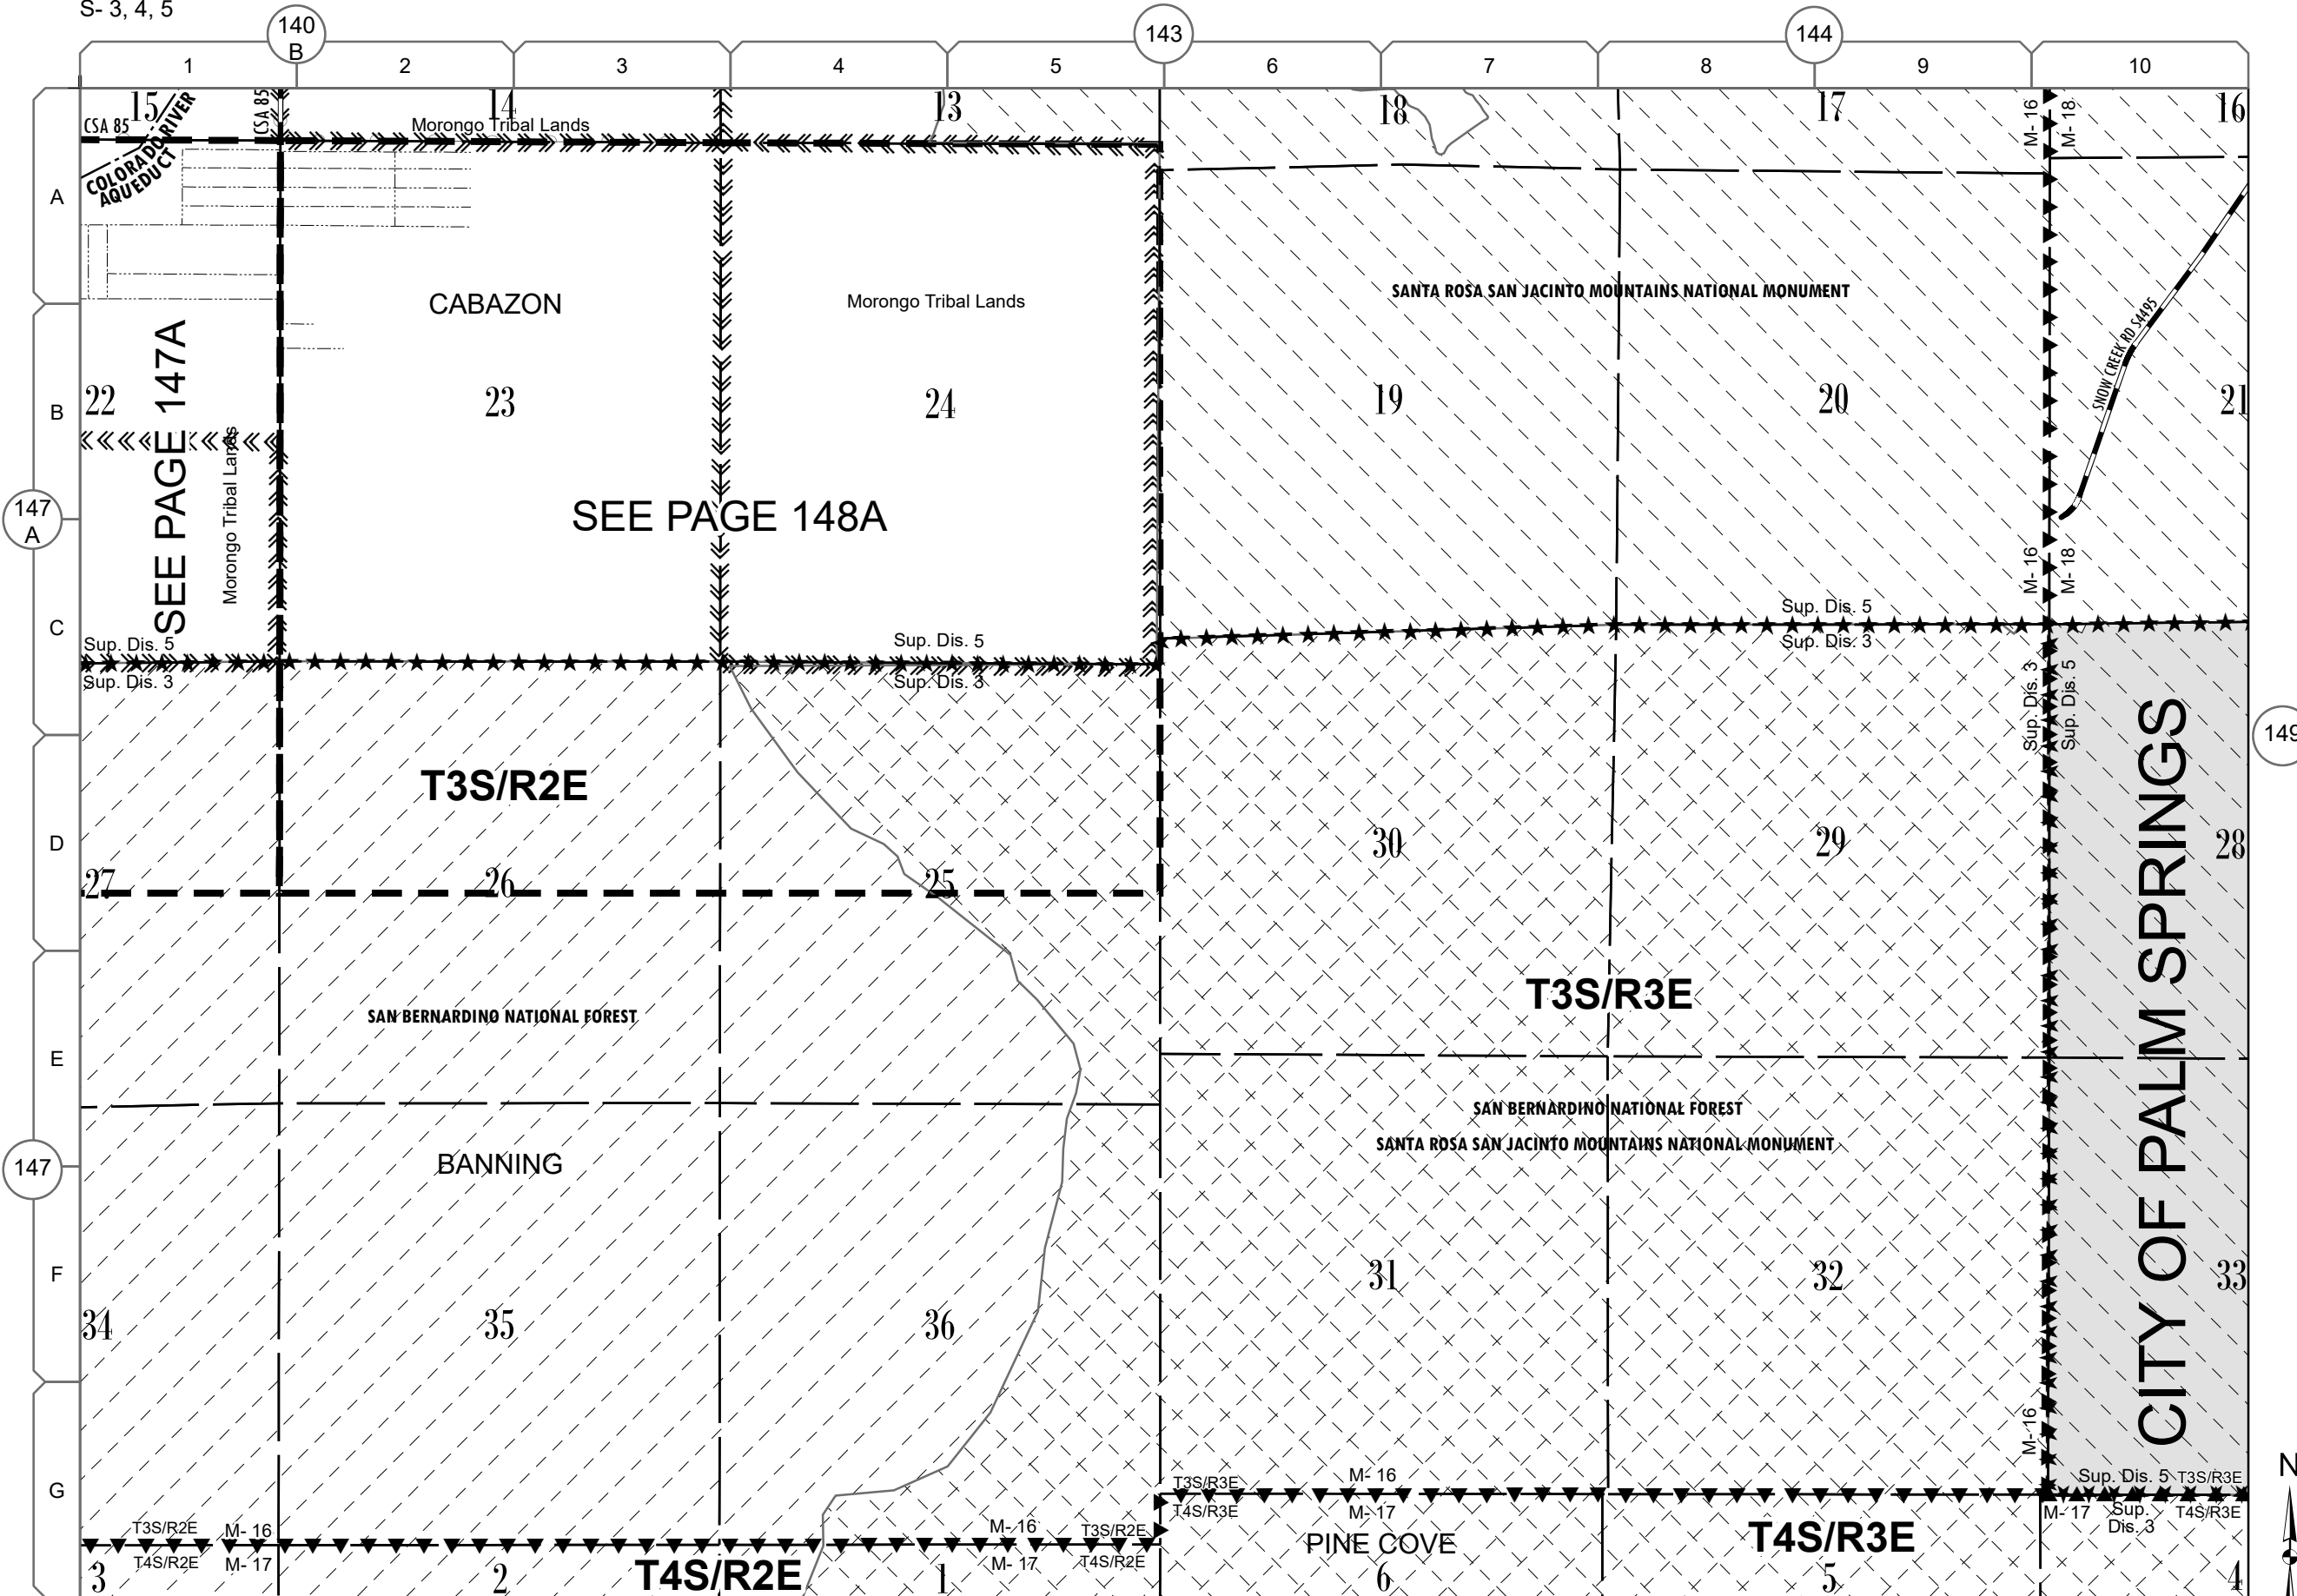 S- 3, 4, 5
140
B
143
144
1 2 3 4 5 6 7 8 9 10
15
CSA 85
COLORADO RIVER
AQUEDUCT
CSA 85
14
Morongo Tribal Lands
13
18
17
M- 16
M- 18
16
A
CABAZON
Morongo Tribal Lands
SANTA ROSA SAN JACINTO MOUNTAINS NATIONAL MONUMENT
SNOW CREEK RD S4495
B
22
23
24
19
20
21
SEE PAGE 147A
Morongo Tribal Lands
147
A
SEE PAGE 148A
M- 16
M- 18
C
Sup. Dis. 5
Sup. Dis. 3
Sup. Dis. 5
Sup. Dis. 3
Sup. Dis. 5
Sup. Dis. 3
Sup. Dis. 3
Sup. Dis. 5
149
T3S/R2E
D
27
26
25
30
29
28
CITY OF PALM SPRINGS
T3S/R3E
SAN BERNARDINO NATIONAL FOREST
E
SAN BERNARDINO NATIONAL FOREST
SANTA ROSA SAN JACINTO MOUNTAINS NATIONAL MONUMENT
147
BANNING
F
34
35
36
31
32
33
M-16
N
G
T3S/R3E
M- 16
Sup. Dis. 5
T3S/R3E
T4S/R3E
M- 17
M- 17
Sup.
Dis. 3
T4S/R3E
T3S/R2E
M- 16
M- 16
T3S/R2E
T4S/R2E
M- 17
M- 17
T4S/R2E
PINE COVE
T4S/R3E
3
2
T4S/R2E
1
6
5
4